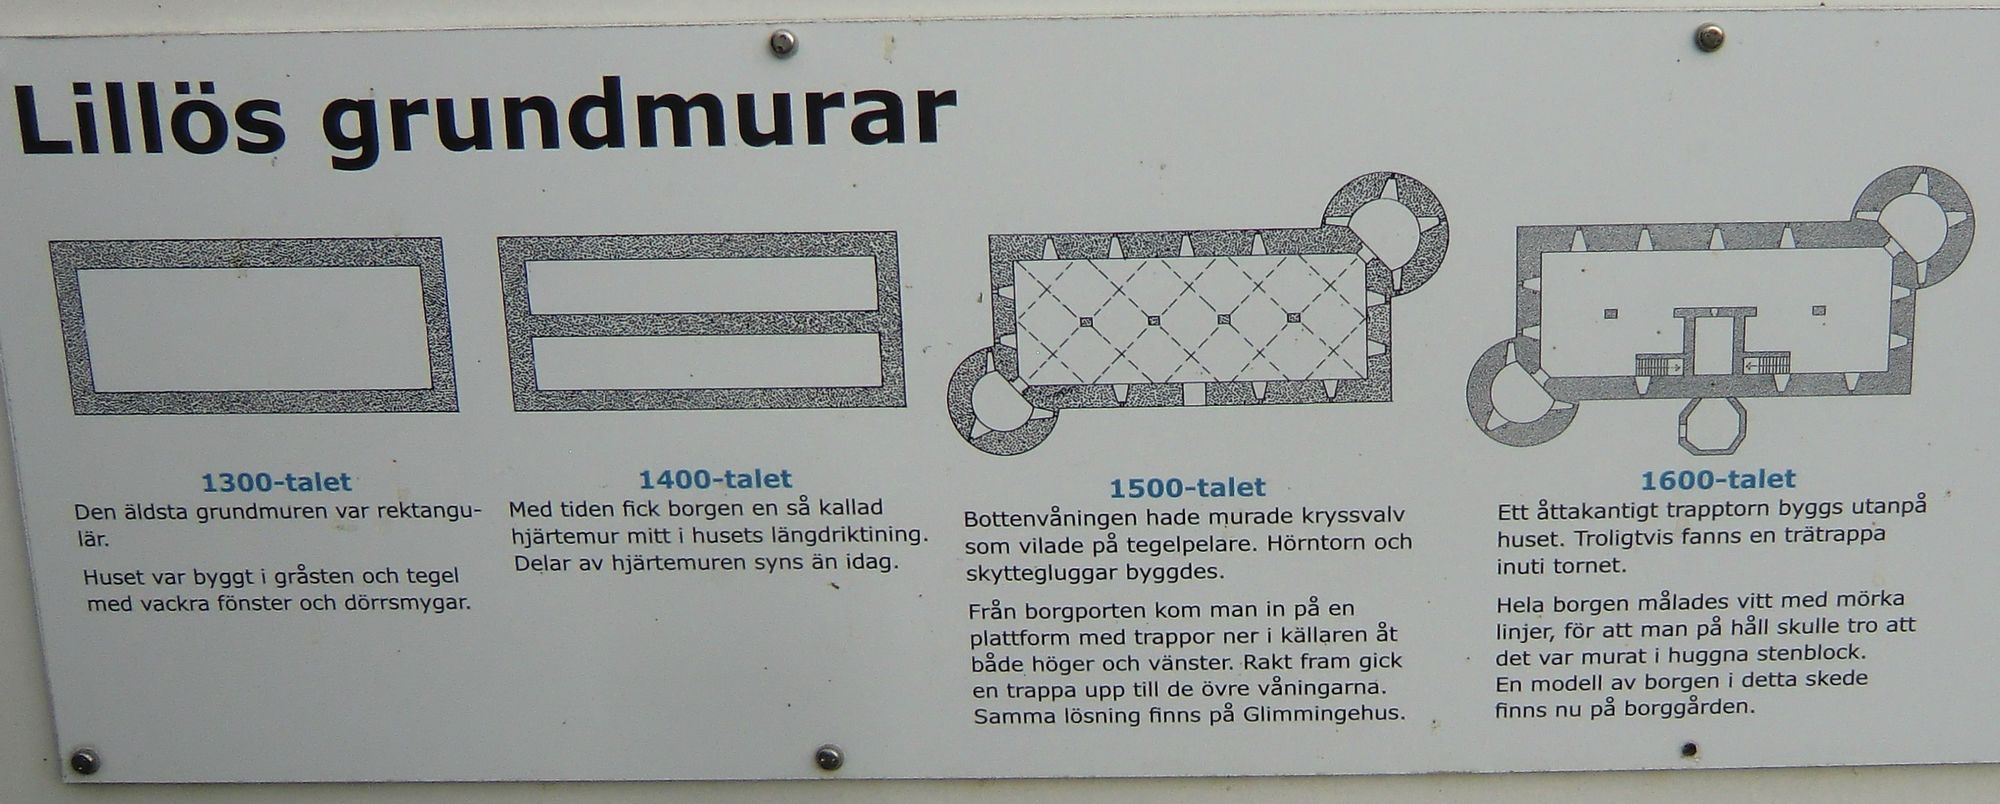 Lillös grundmurar
1300-talet
Den äldsta grundmuren var rektangu-
lär.
Huset var byggt i gråsten och tegel
med vackra fönster och dörrsmygar.
1400-talet
Med tiden fick borgen en så kallad
hjärtemur mitt i husets längdriktining.
Delar av hjärtemuren syns än idag.
1500-talet
Bottenvåningen hade murade kryssvalv
som vilade på tegelpelare. Hörntorn och
skyttegluggar byggdes.
Från borgporten kom man in på en
plattform med trappor ner i källaren åt
både höger och vänster. Rakt fram gick
en trappa upp till de övre våningarna.
Samma lösning finns på Glimmingehus.
1600-talet
Ett åttakantigt trapptorn byggs utanpå
huset. Troligtvis fanns en trätrappa
inuti tornet.
Hela borgen målades vitt med mörka
linjer, för att man på håll skulle tro att
det var murat i huggna stenblock.
En modell av borgen i detta skede
finns nu på borggården.